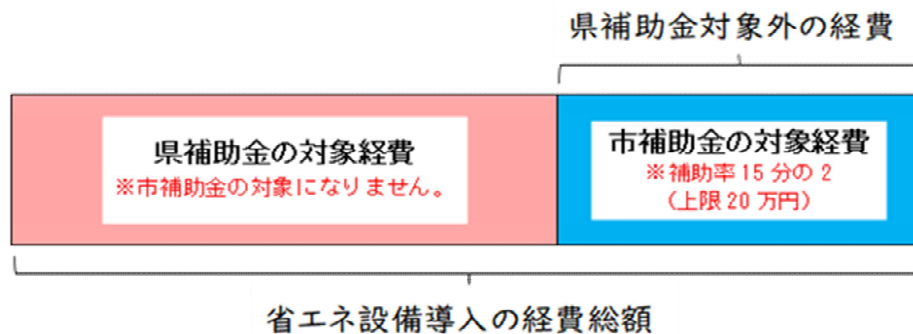 県補助金対象外の経費
県補助金の対象経費
※市補助金の対象になりません。
市補助金の対象経費
※補助率15分の2
（上限20万円）
省エネ設備導入の経費総額